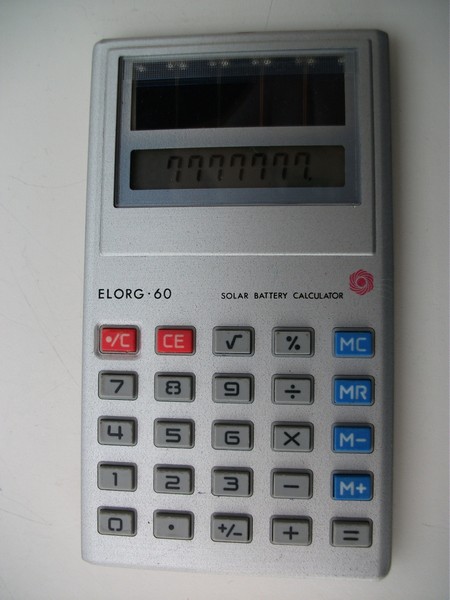 7777777.
ELORG·60 SOLAR BATTERY CALCULATOR
•/C CE √ % MC
7 8 9 ÷ MR
4 5 6 X M-
1 2 3 − M+
0 • +/− + =